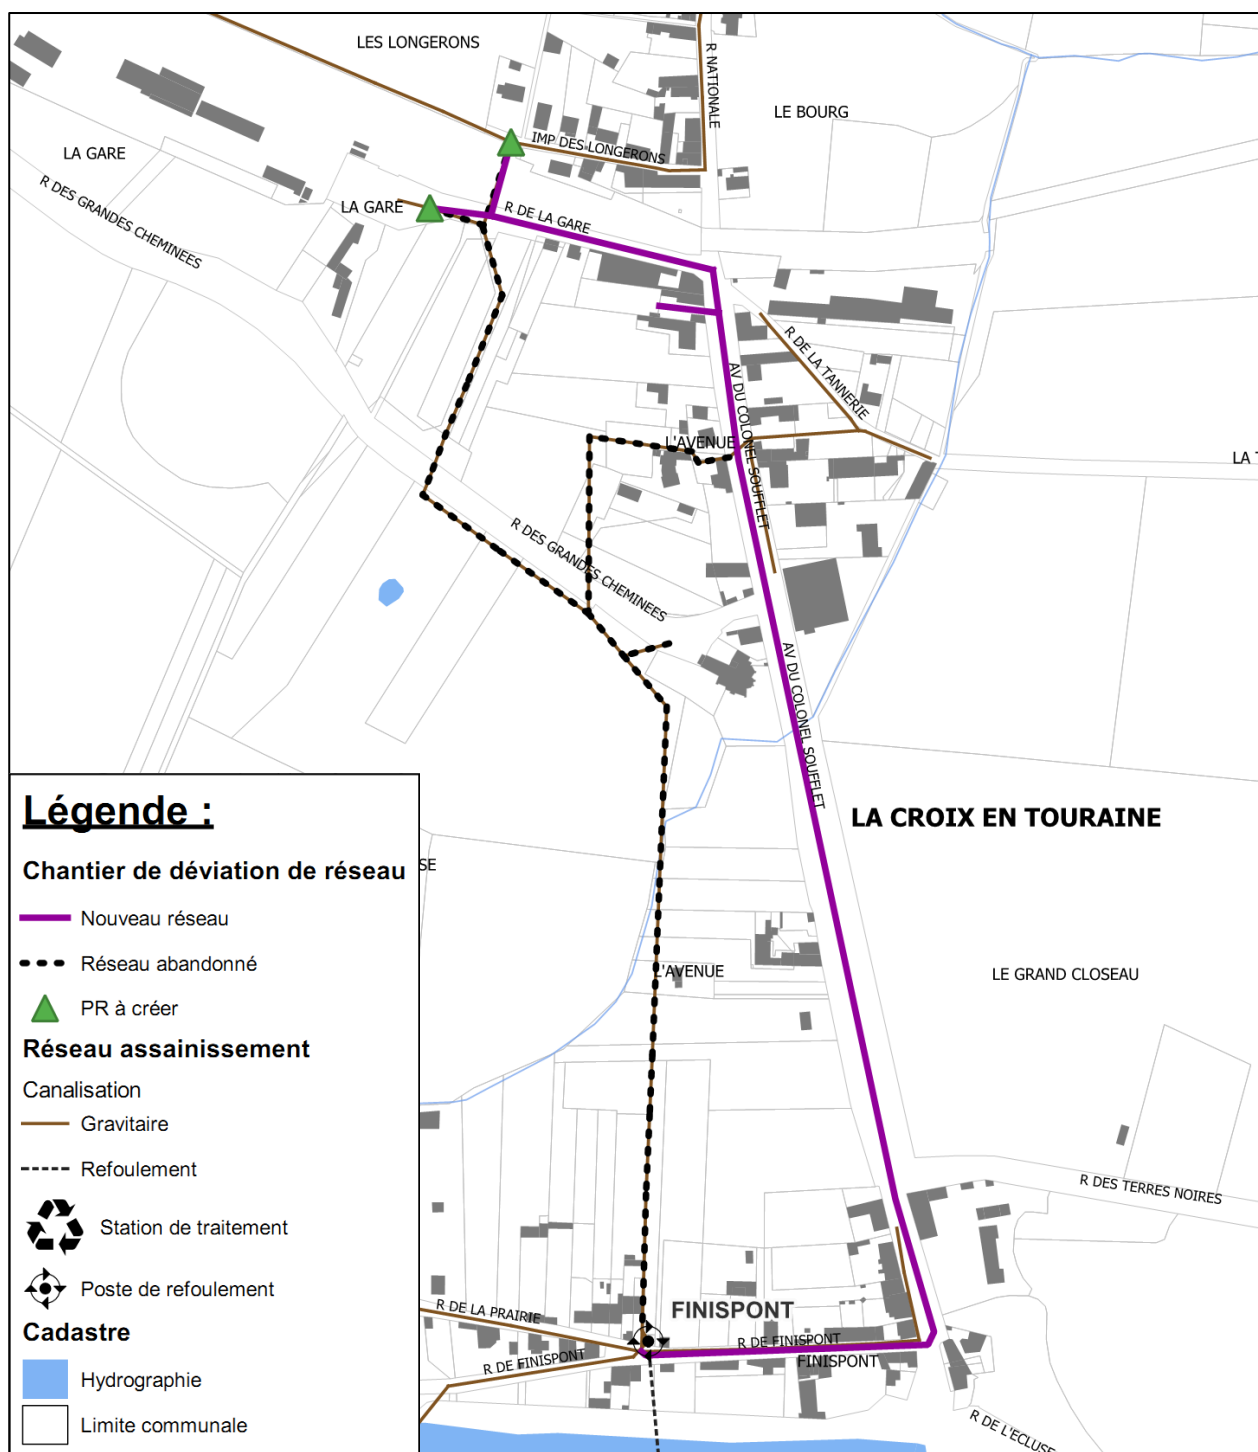 LES LONGERONS
R NATIONALE
LE BOURG
IMP DES LONGERONS
LA GARE
R DES GRANDES CHEMINEES
LA GARE
R DE LA GARE
R DE LA TANNERIE
AV DU COLONEL SOUFFLET
L'AVENUE
LA T
R DES GRANDES CHEMINEES
AV DU COLONEL SOUFFLET
LA CROIX EN TOURAINE
SE
L'AVENUE
LE GRAND CLOSEAU
R DES TERRES NOIRES
FINISPONT
R DE LA PRAIRIE
R DE FINISPONT
R DE FINISPONT
FINISPONT
R DE L'ECLUSE
Légende :
Chantier de déviation de réseau
Nouveau réseau
Réseau abandonné
PR à créer
Réseau assainissement
Canalisation
Gravitaire
Refoulement
Station de traitement
Poste de refoulement
Cadastre
Hydrographie
Limite communale